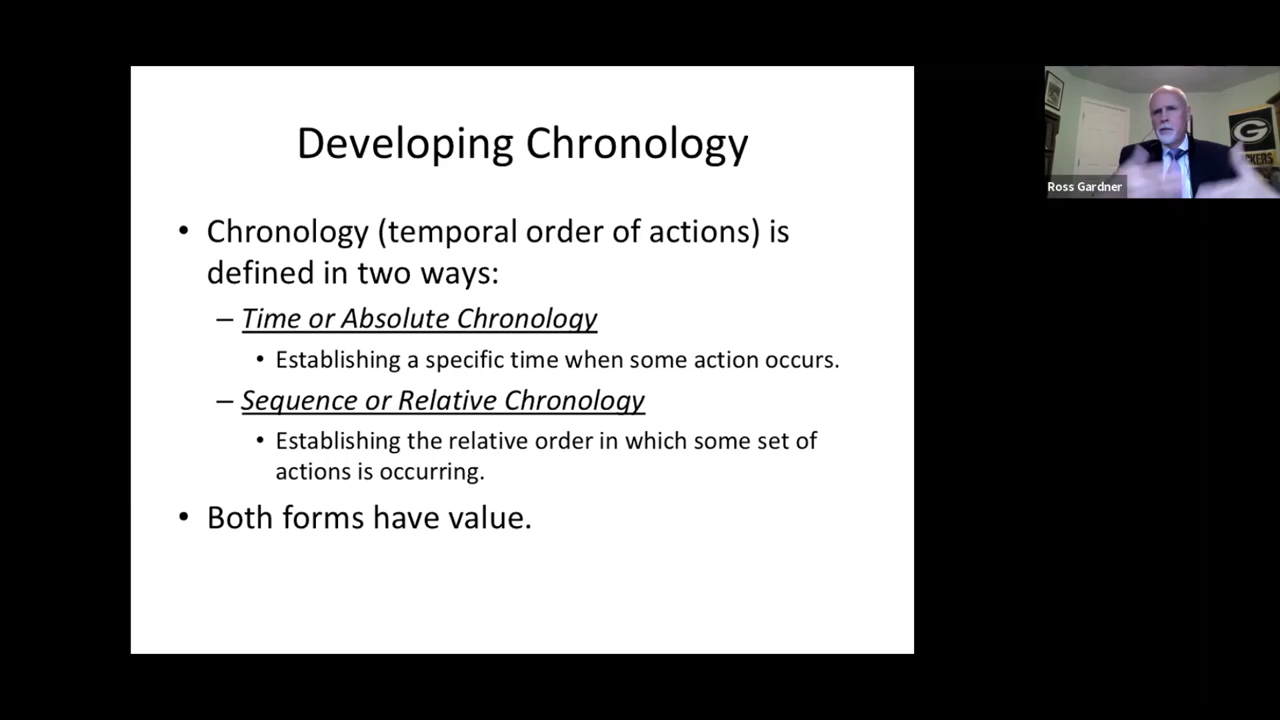 Developing Chronology
• Chronology (temporal order of actions) is
defined in two ways:
– Time or Absolute Chronology
• Establishing a specific time when some action occurs.
– Sequence or Relative Chronology
• Establishing the relative order in which some set of
actions is occurring.
• Both forms have value.
G
CKERS
Ross Gardner